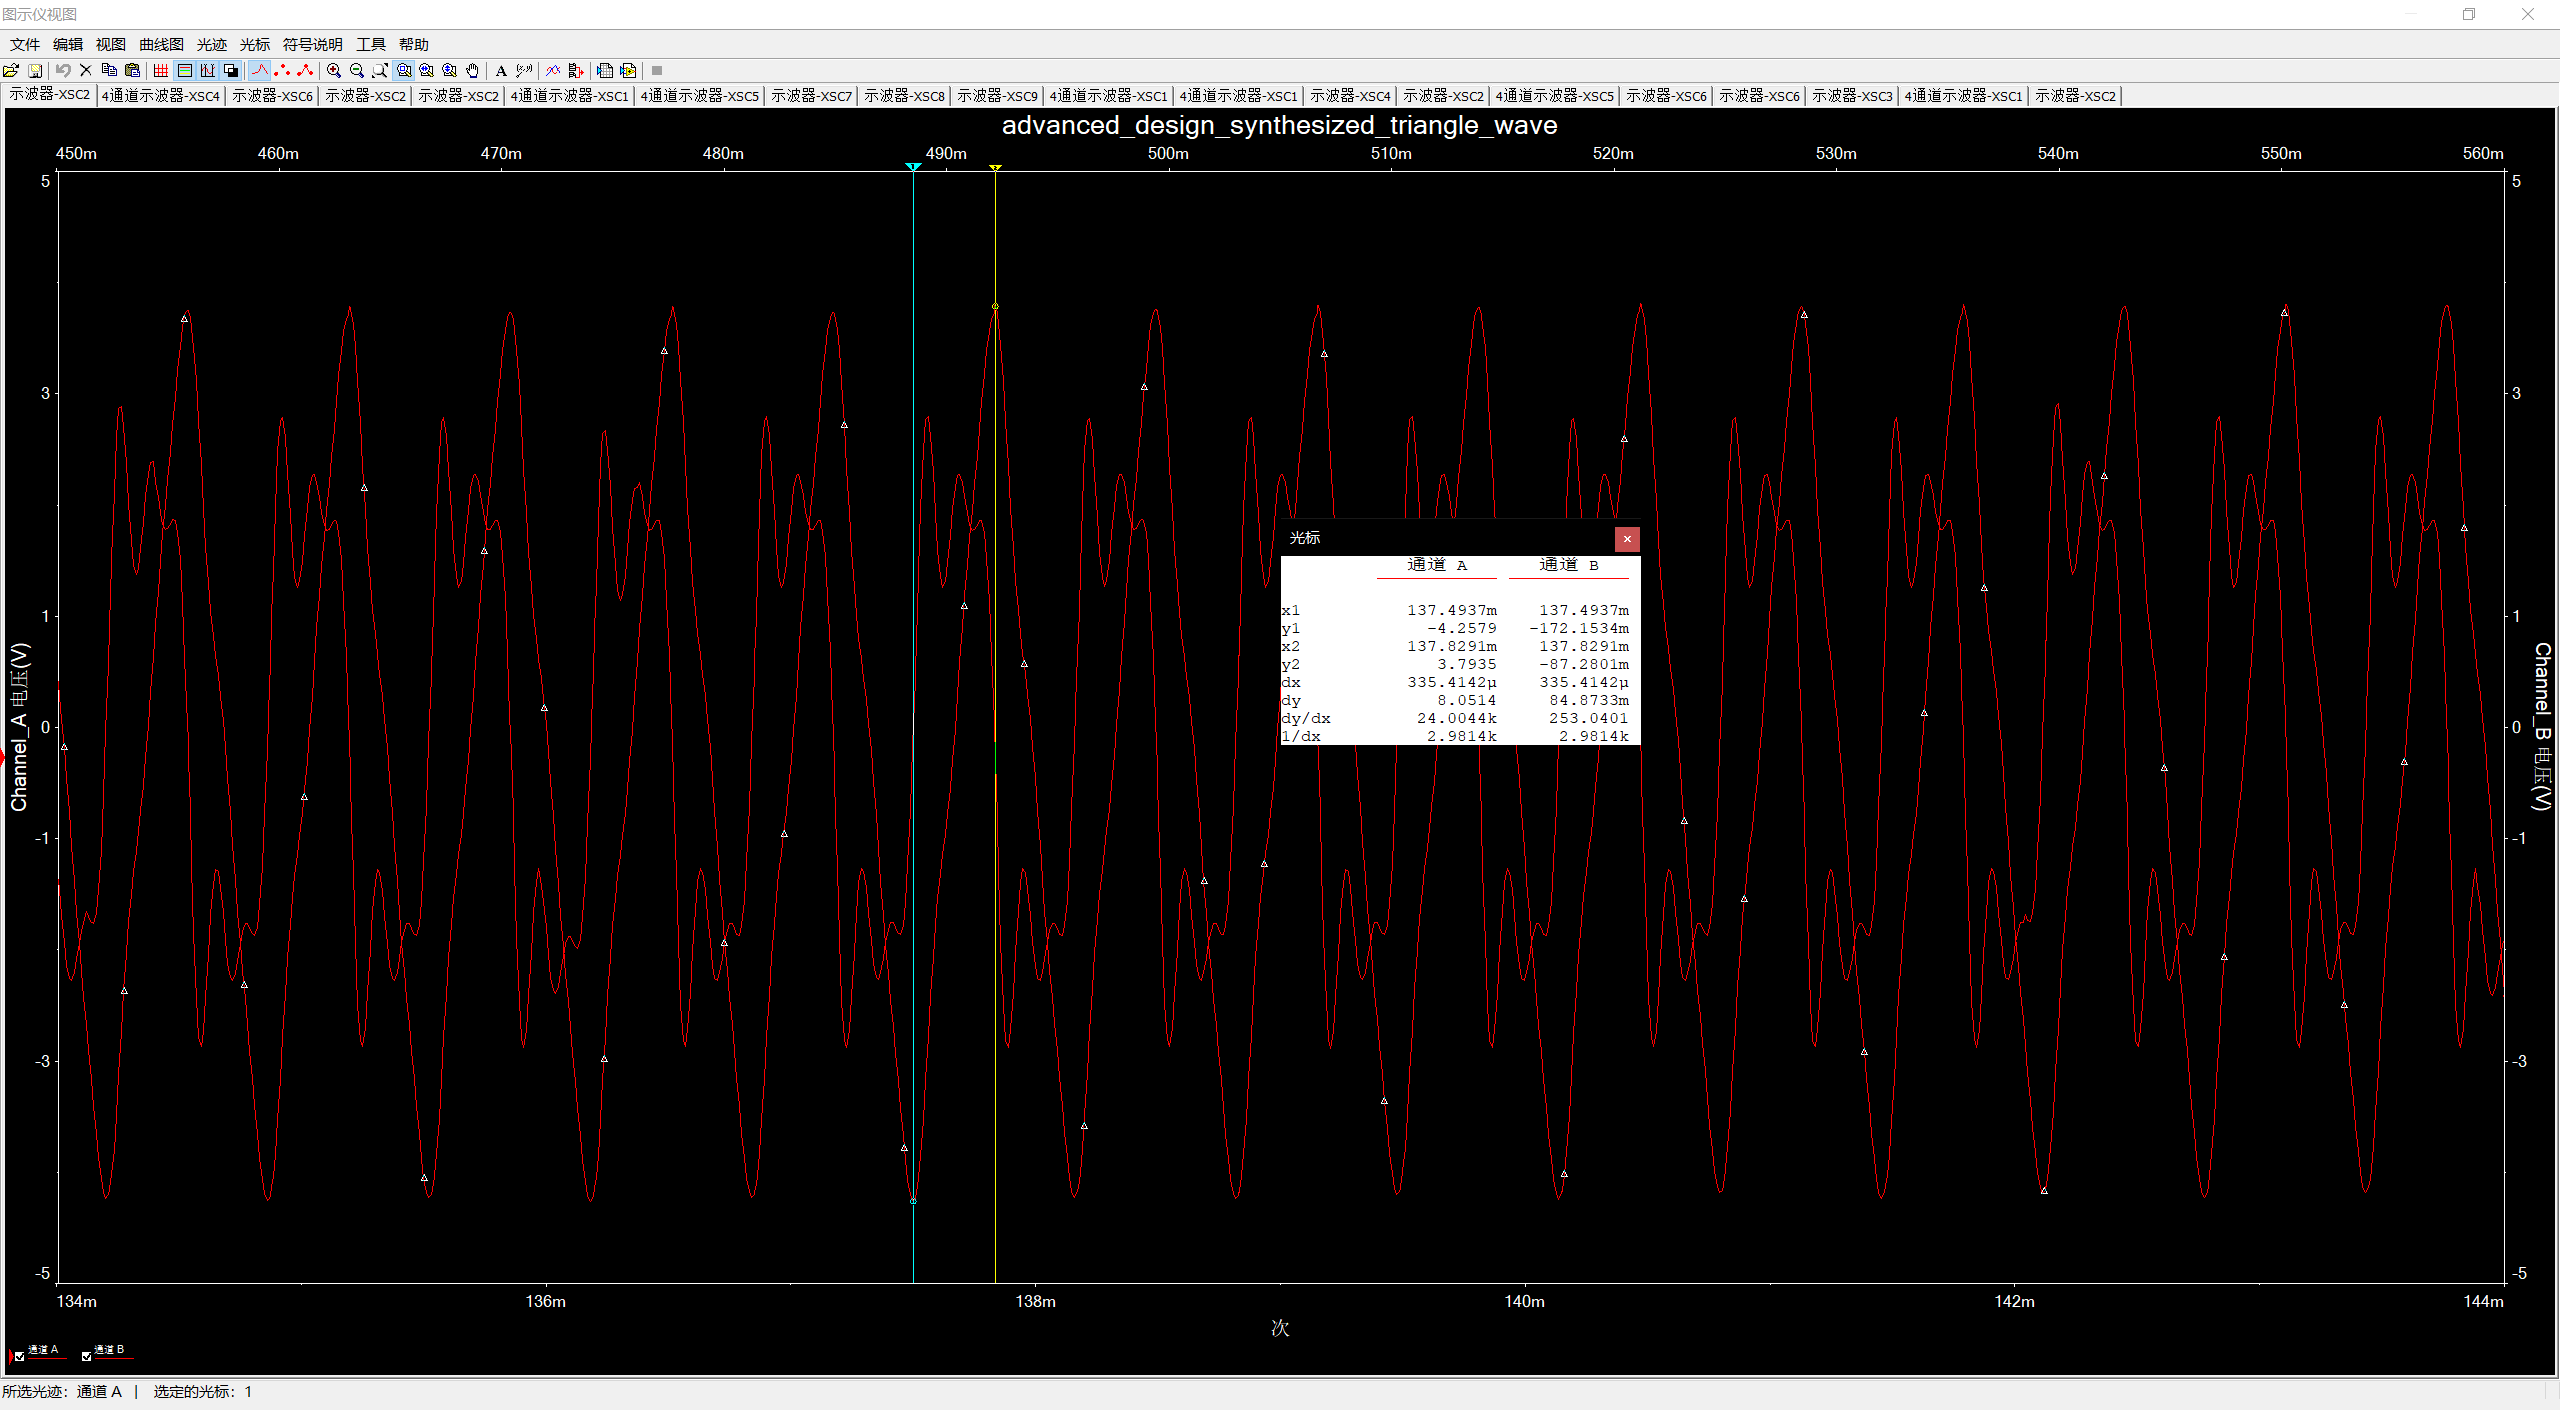 图示仪视图
文件 编辑 视图 曲线图 光迹 光标 符号说明 工具 帮助
示波器-XSC2 4通道示波器-XSC4 示波器-XSC6 示波器-XSC2 示波器-XSC2 4通道示波器-XSC1 4通道示波器-XSC5 示波器-XSC7 示波器-XSC8 示波器-XSC9 4通道示波器-XSC1 4通道示波器-XSC1 示波器-XSC4 示波器-XSC2 4通道示波器-XSC5 示波器-XSC6 示波器-XSC6 示波器-XSC3 4通道示波器-XSC1 示波器-XSC2
advanced_design_synthesized_triangle_wave
450m 460m 470m 480m 490m 500m 510m 520m 530m 540m 550m 560m
5 5
3 3
1 1
0 0
-1 -1
-3 -3
-5 -5
Channel_A 电压(V)
Channel_B 电压(V)
光标
通道 A 通道 B
x1 137.4937m 137.4937m
y1 -4.2579 -172.1534m
x2 137.8291m 137.8291m
y2 3.7935 -87.2801m
dx 335.4142µ 335.4142µ
dy 8.0514 84.8733m
dy/dx 24.0044k 253.0401
1/dx 2.9814k 2.9814k
134m 136m 138m 140m 142m 144m
次
通道 A 通道 B
所选光迹: 通道 A | 选定的光标: 1